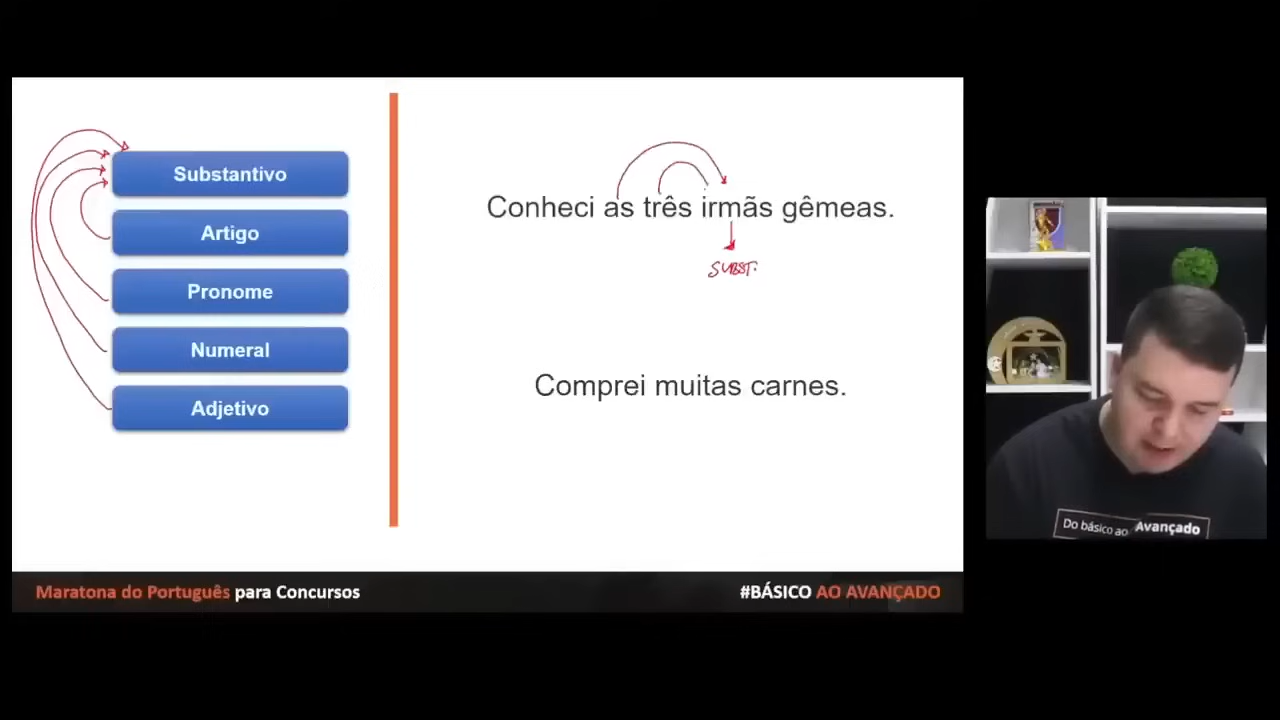 Substantivo
Artigo
Pronome
Numeral
Adjetivo
Conheci as três irmãs gêmeas.
SUBST.
Comprei muitas carnes.
Maratona do Português para Concursos
#BÁSICO AO AVANÇADO
Do básico ao Avançado